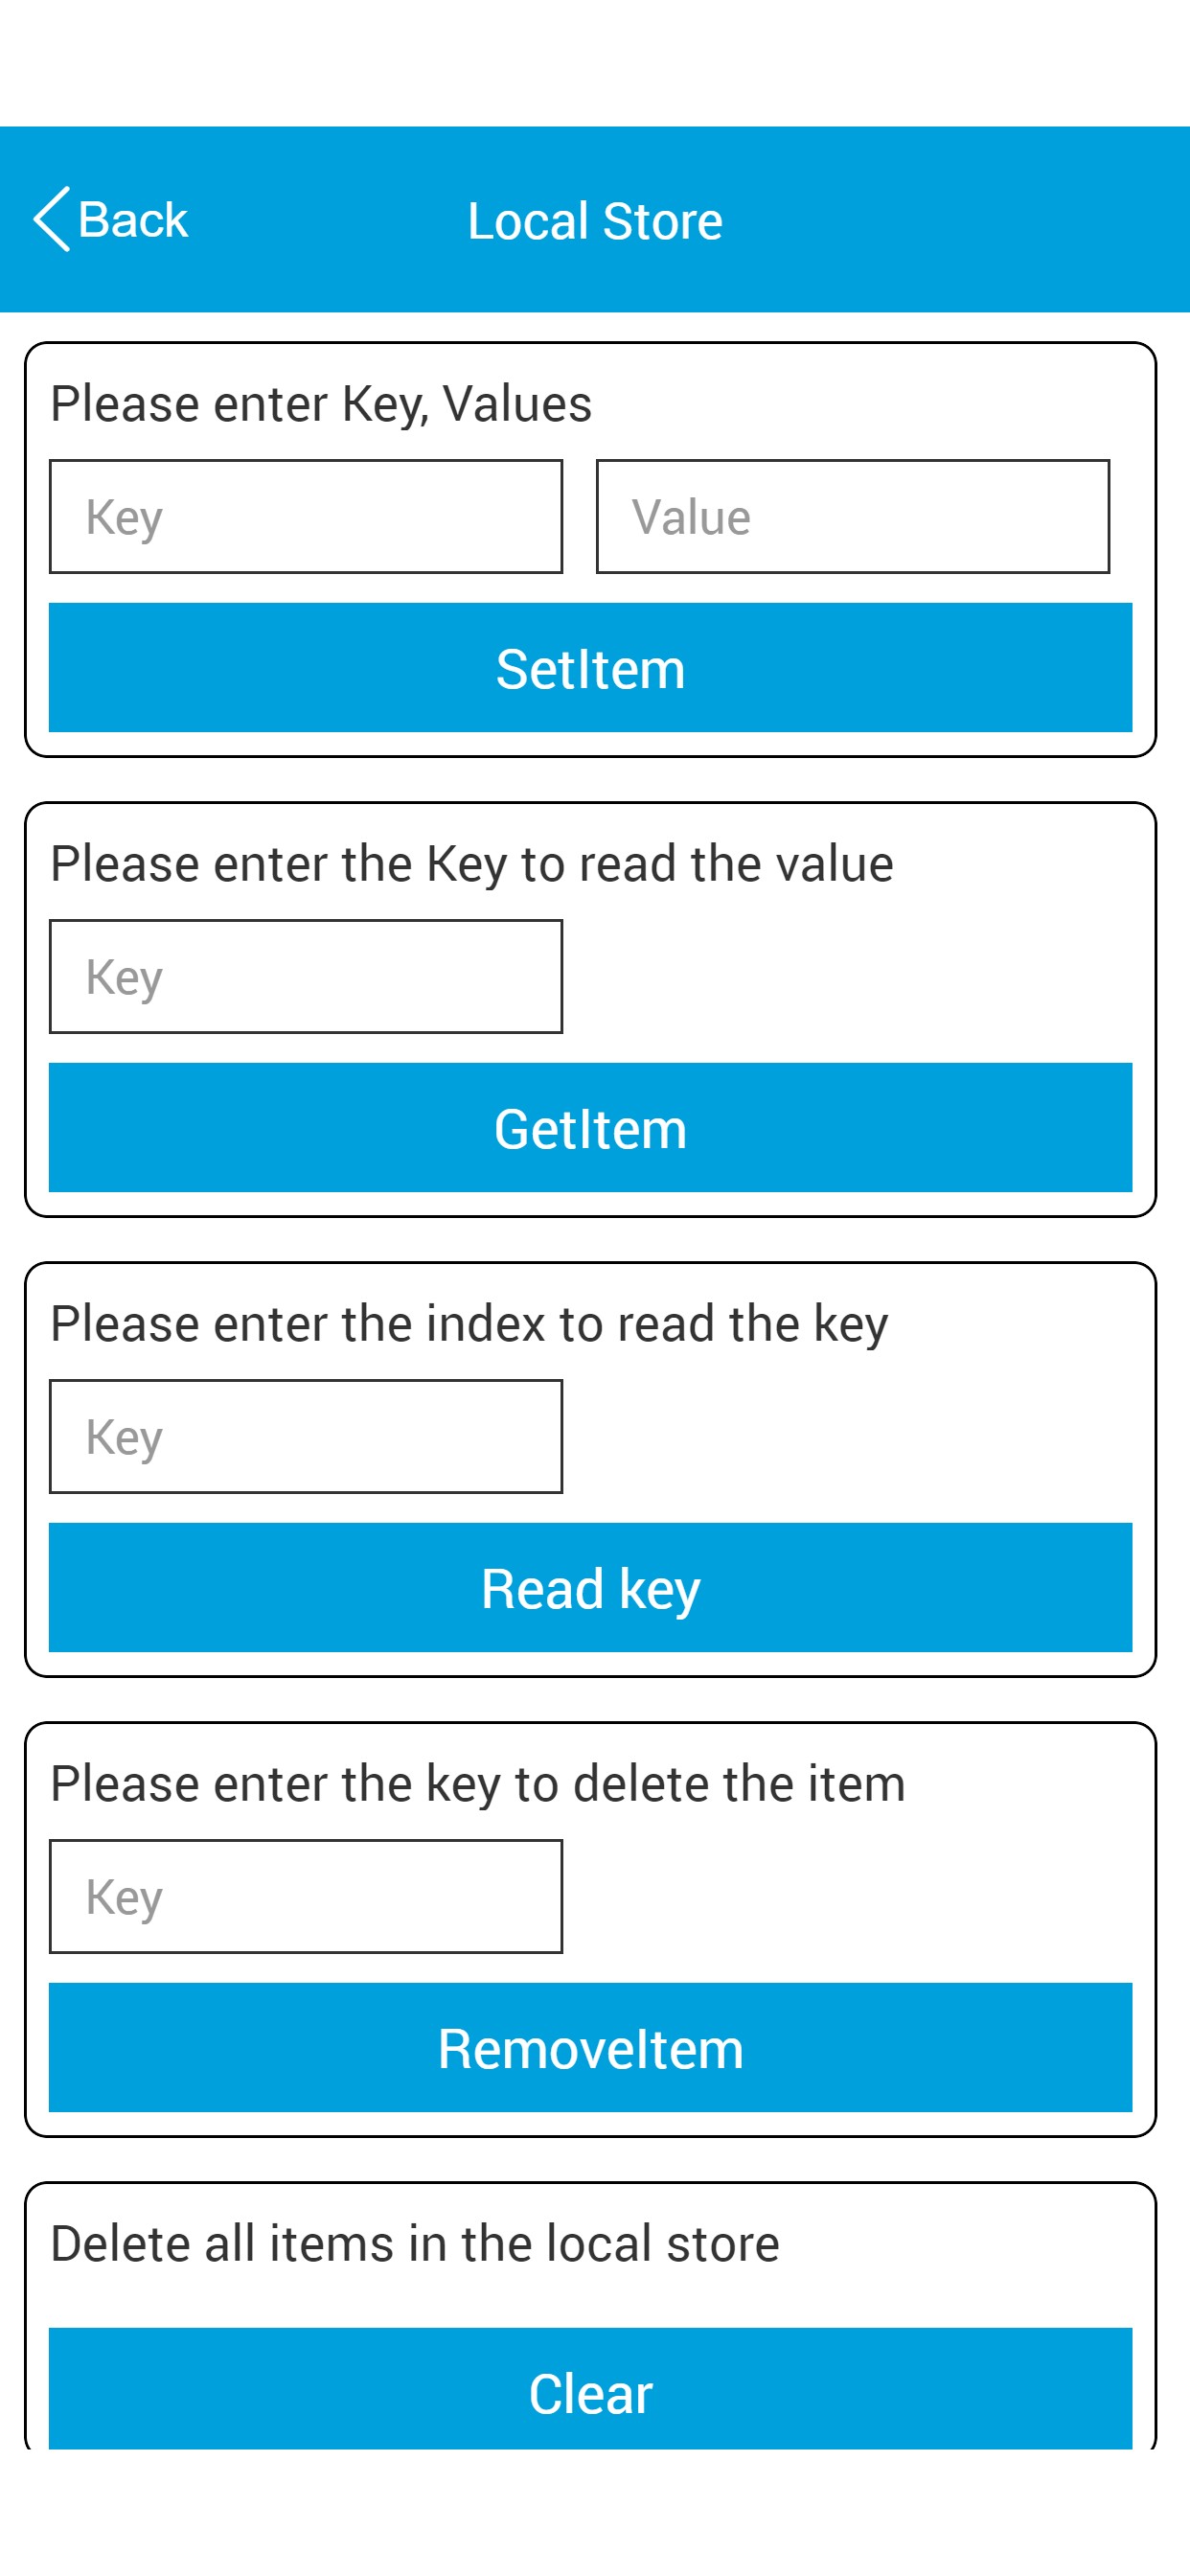 Back
Local Store
Please enter Key, Values
Key
Value
SetItem
Please enter the Key to read the value
Key
GetItem
Please enter the index to read the key
Key
Read key
Please enter the key to delete the item
Key
RemoveItem
Delete all items in the local store
Clear